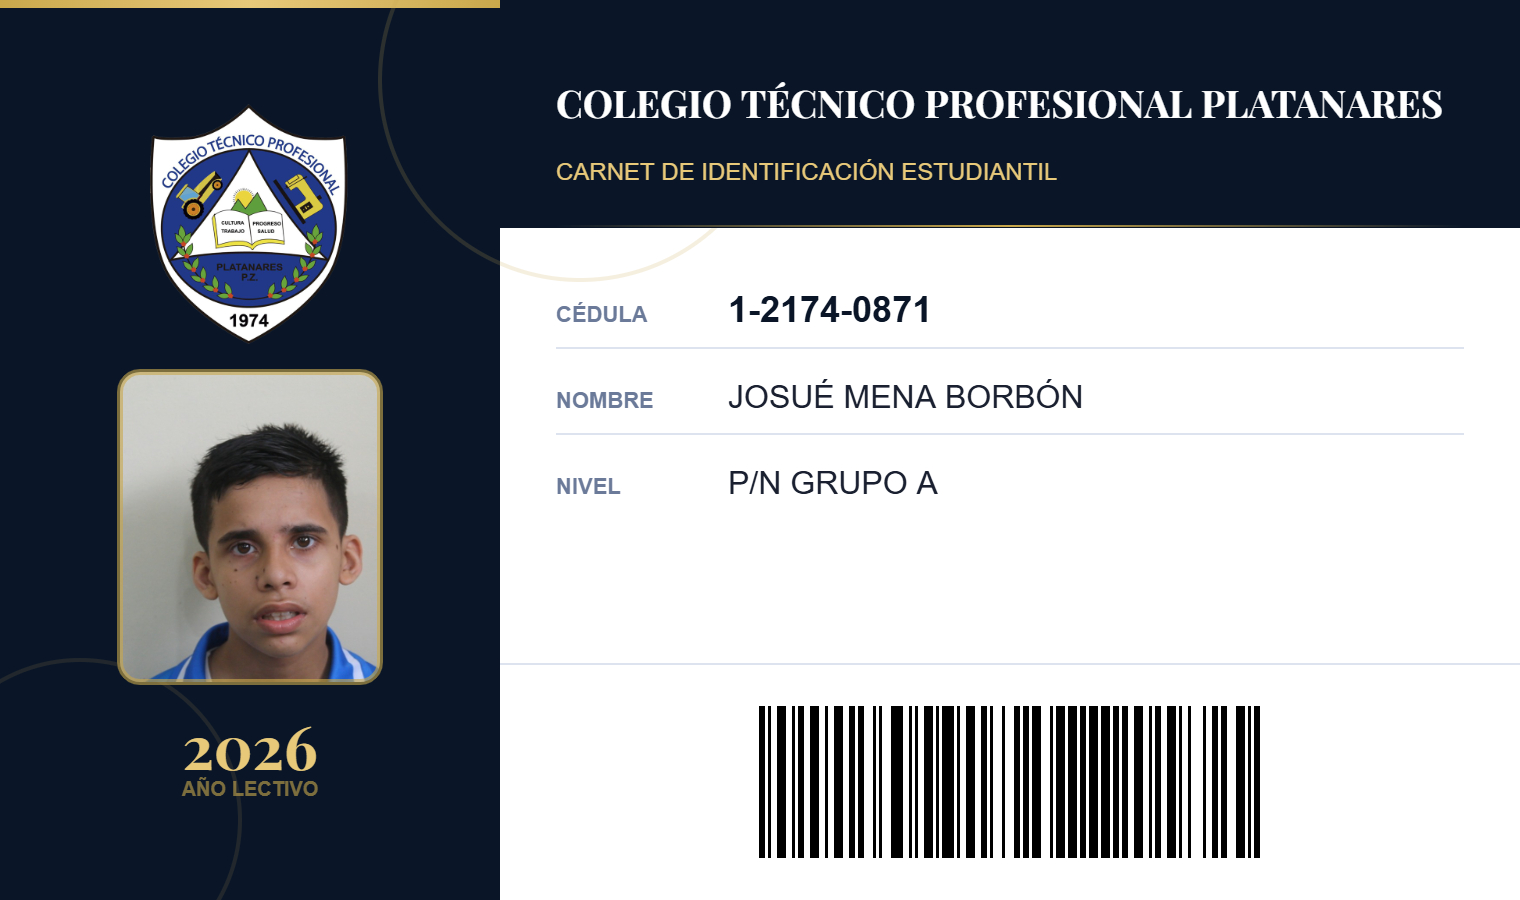 COLEGIO TÉCNICO PROFESIONAL
CULTURA PROGRESO
TRABAJO SALUD
PLATANARES
P.Z.
1974
2026
AÑO LECTIVO
COLEGIO TÉCNICO PROFESIONAL PLATANARES
CARNET DE IDENTIFICACIÓN ESTUDIANTIL
CÉDULA 1-2174-0871
NOMBRE JOSUÉ MENA BORBÓN
NIVEL P/N GRUPO A